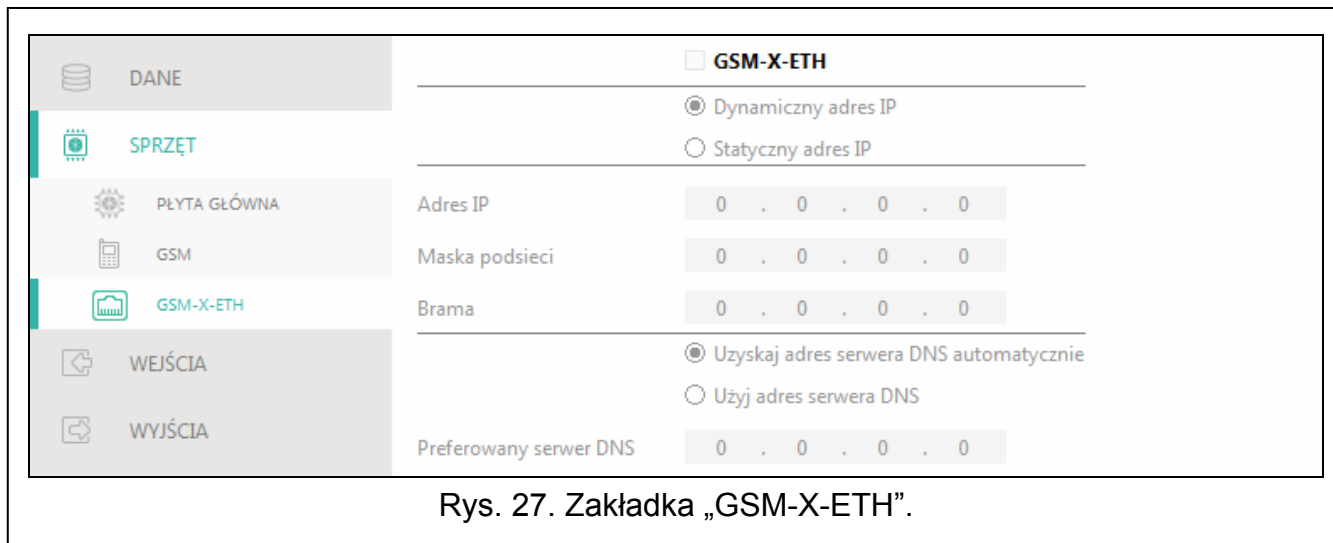 DANE
SPRZĘT
PŁYTA GŁÓWNA
GSM
GSM-X-ETH
WEJŚCIA
WYJŚCIA
GSM-X-ETH
Dynamiczny adres IP
Statyczny adres IP
Adres IP 0 . 0 . 0 . 0
Maska podsieci 0 . 0 . 0 . 0
Brama 0 . 0 . 0 . 0
Uzyskaj adres serwera DNS automatycznie
Użyj adres serwera DNS
Preferowany serwer DNS 0 . 0 . 0 . 0
Rys. 27. Zakładka „GSM-X-ETH”.